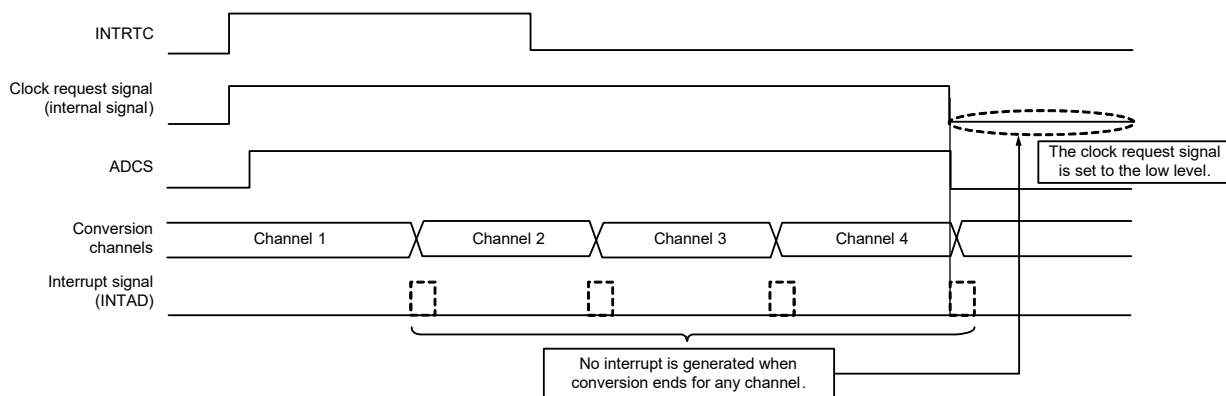 INTRTC
Clock request signal
(internal signal)
The clock request signal
is set to the low level.
ADCS
Conversion
channels
Channel 1
Channel 2
Channel 3
Channel 4
Interrupt signal
(INTAD)
No interrupt is generated when
conversion ends for any channel.